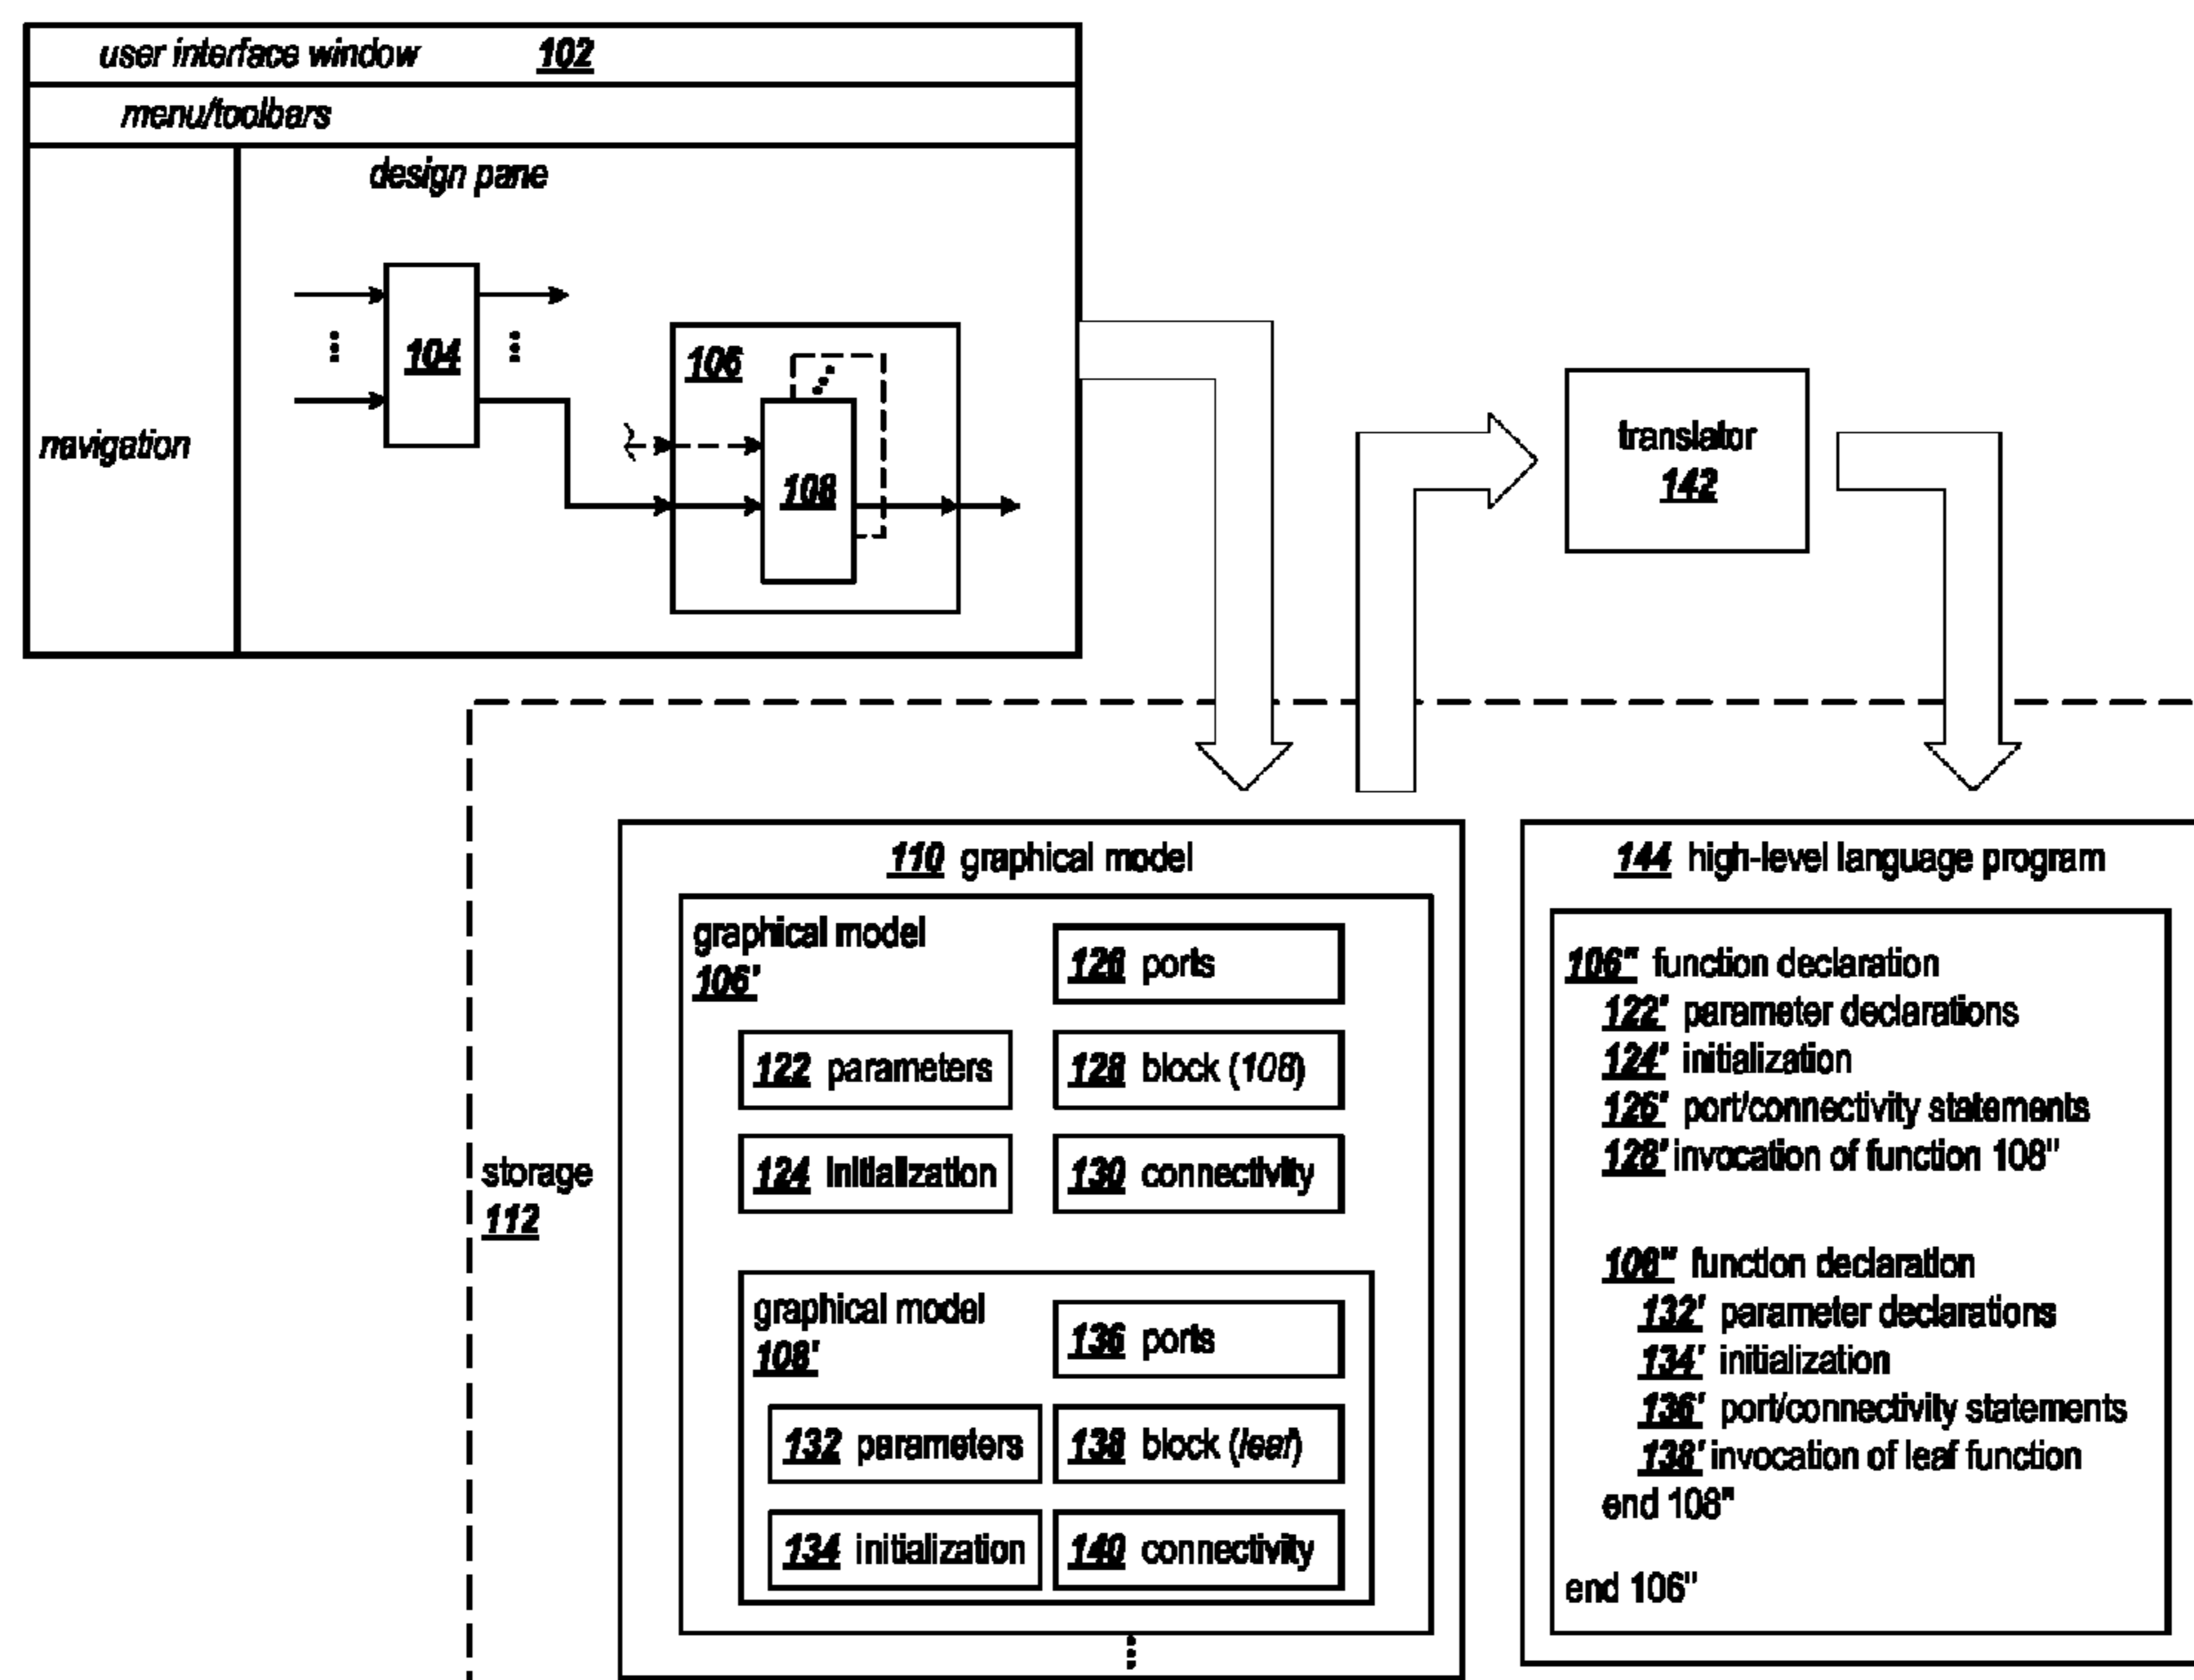 user interface window 102
menu/toolbars
design pane
navigation
104
106
108
translator
142
storage
112
110 graphical model
graphical model
106'
126 ports
122 parameters
128 block (108)
124 initialization
130 connectivity
graphical model
108'
136 ports
132 parameters
138 block (leaf)
134 initialization
140 connectivity
144 high-level language program
106" function declaration
122' parameter declarations
124' initialization
126' port/connectivity statements
128' invocation of function 108"
108" function declaration
132' parameter declarations
134' initialization
136' port/connectivity statements
138' invocation of leaf function
end 108"
end 106"